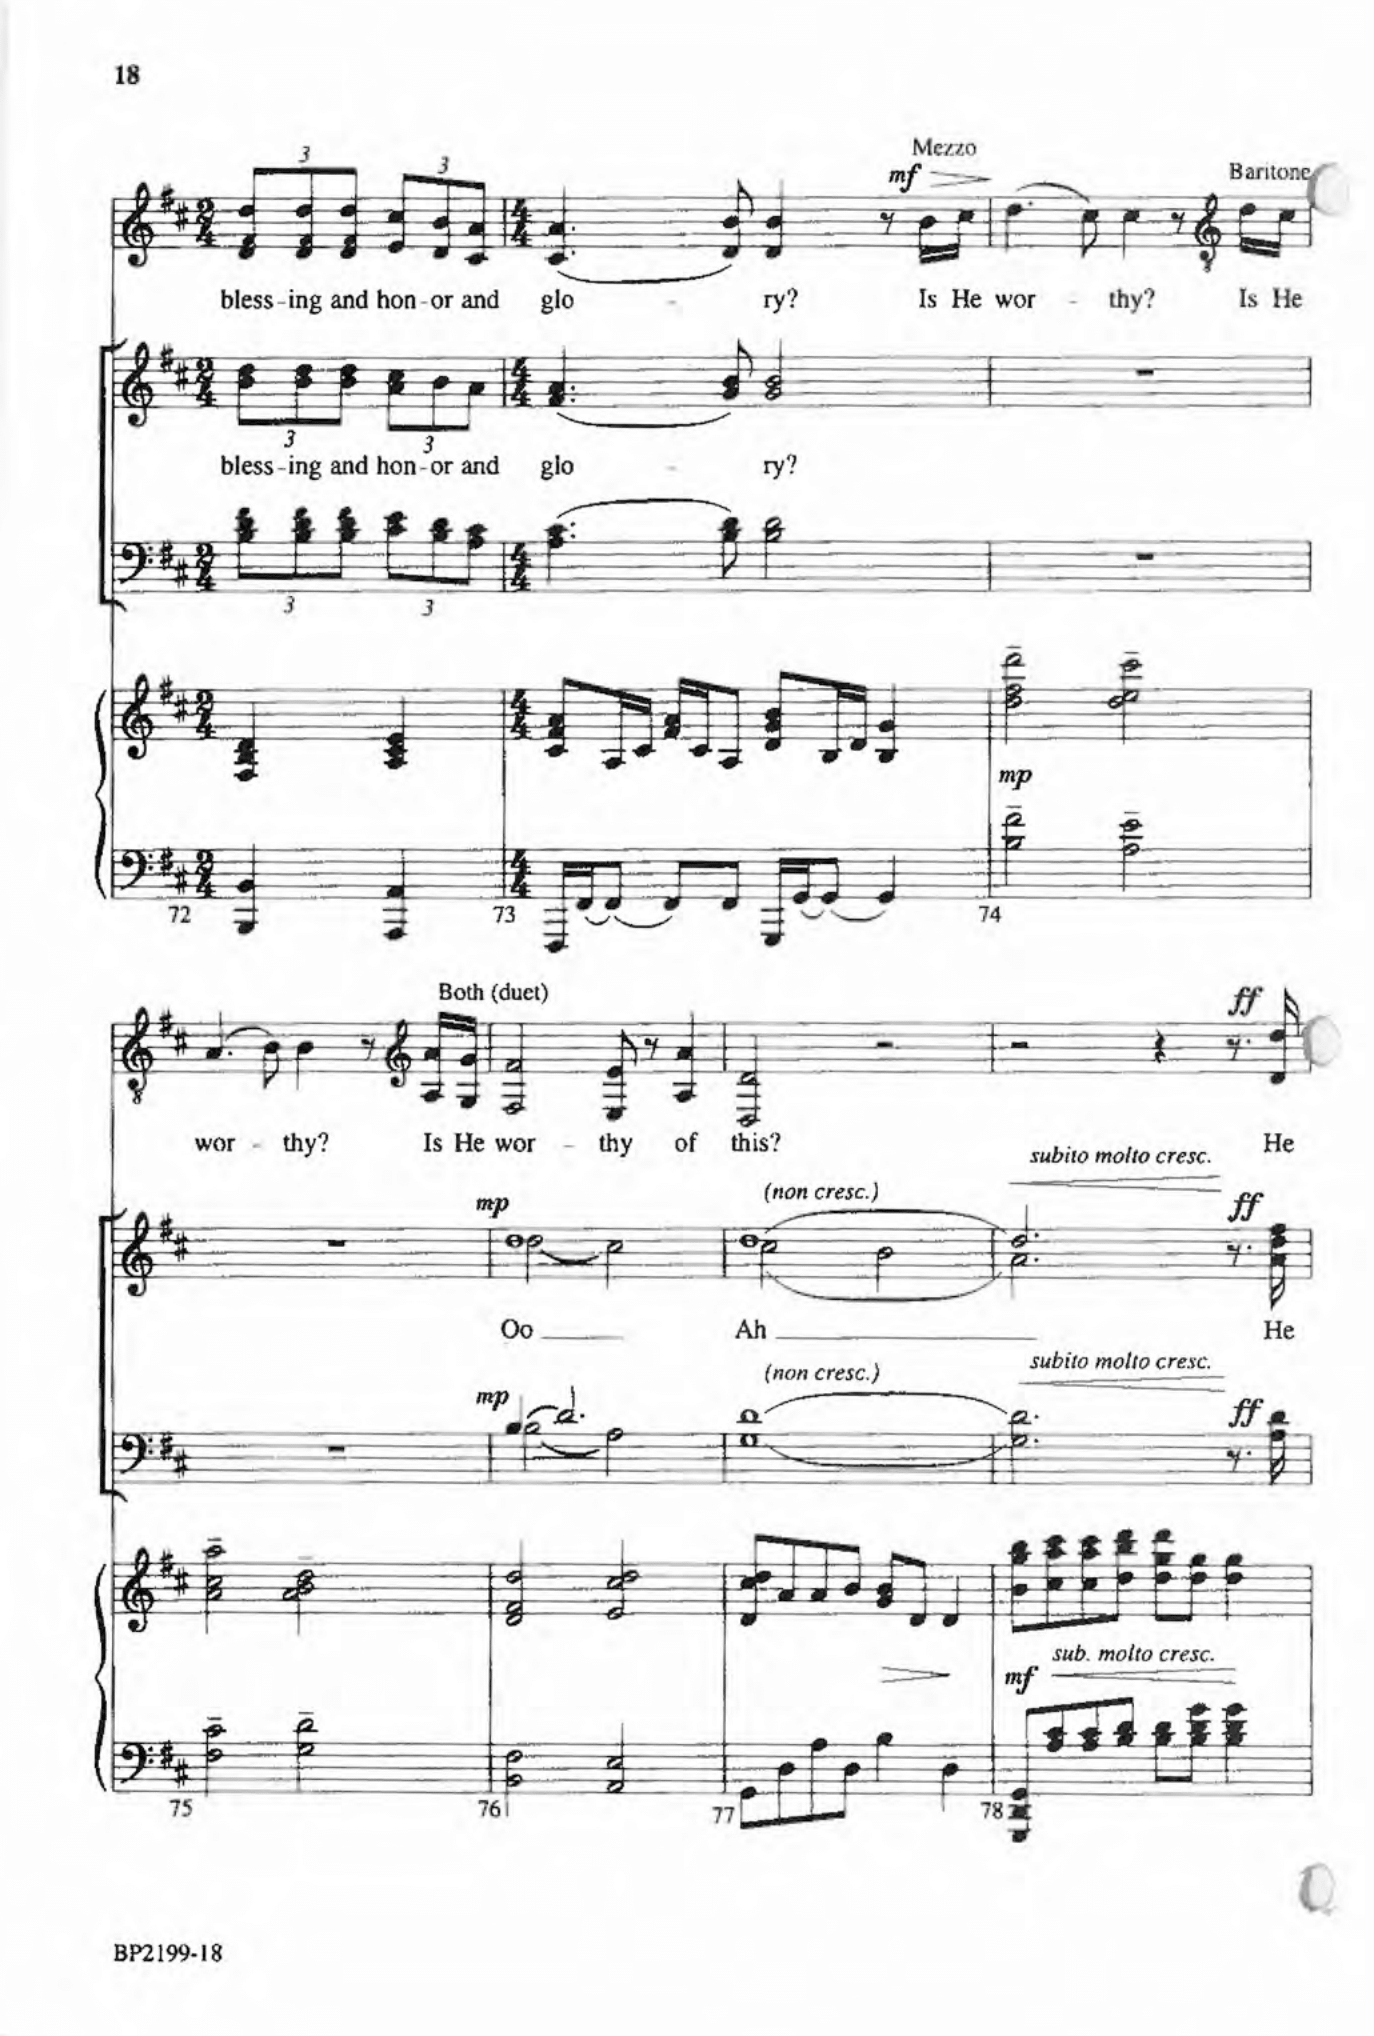 18
3 3
Mezzo
mf
Baritone
bless - ing and hon - or and glo - ry? Is He wor - thy? Is He
3 3
bless - ing and hon - or and glo - ry?
3 3
mp
72 73 74
Both (duet)
ff
wor - thy? Is He wor - thy of this? He
subito molto cresc.
mp (non cresc.) ff
Oo Ah He
subito molto cresc.
(non cresc.)
mp ff
sub. molto cresc.
mf
75 76 77 78
BP2199-18